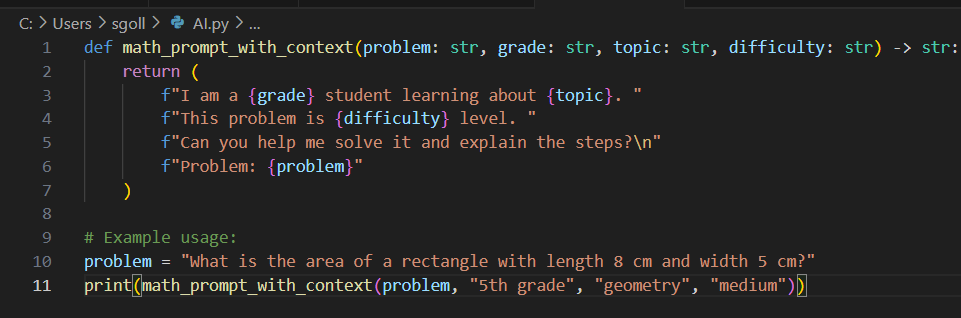 C: > Users > sgoll > AI.py > ...
1 def math_prompt_with_context(problem: str, grade: str, topic: str, difficulty: str) -> str:
2     return (
3         f"I am a {grade} student learning about {topic}. "
4         f"This problem is {difficulty} level. "
5         f"Can you help me solve it and explain the steps?\n"
6         f"Problem: {problem}"
7     )
8
9 # Example usage:
10 problem = "What is the area of a rectangle with length 8 cm and width 5 cm?"
11 print(math_prompt_with_context(problem, "5th grade", "geometry", "medium"))